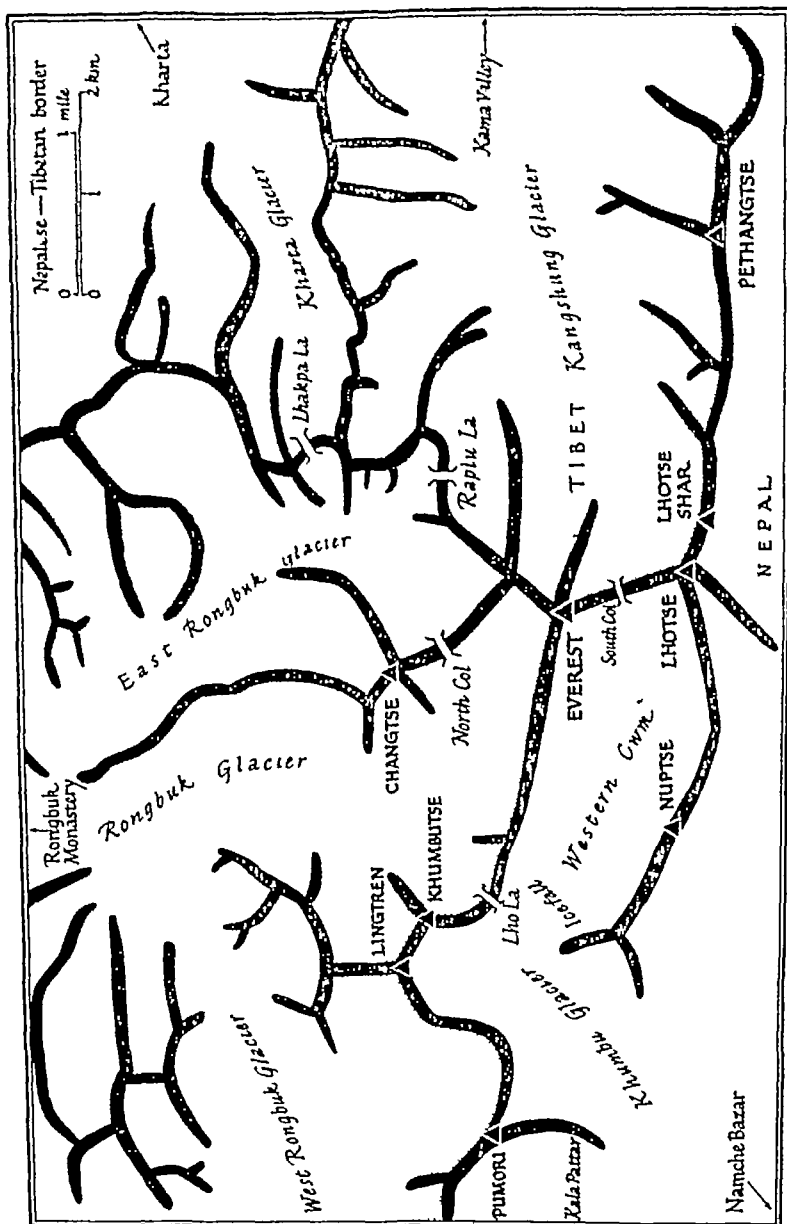 Nepalese—Tibetan border
0 1 mile
0 1 2 km
Kharta
Rongbuk
Monastery
East Rongbuk Glacier
Rongbuk Glacier
West Rongbuk Glacier
Lhakpa La
Kharta Glacier
Kama Valley
Raplu La
CHANGTSE
North Col
LINGTREN
KHUMBUTSE
Lho La
PUMORI
Kala Pattar
Khumbu Glacier
Icefall
Western Cwm
EVEREST
South Col
TIBET
Kangshung Glacier
NUPTSE
LHOTSE
LHOTSE
SHAR
PETHANGTSE
NEPAL
Namche Bazar